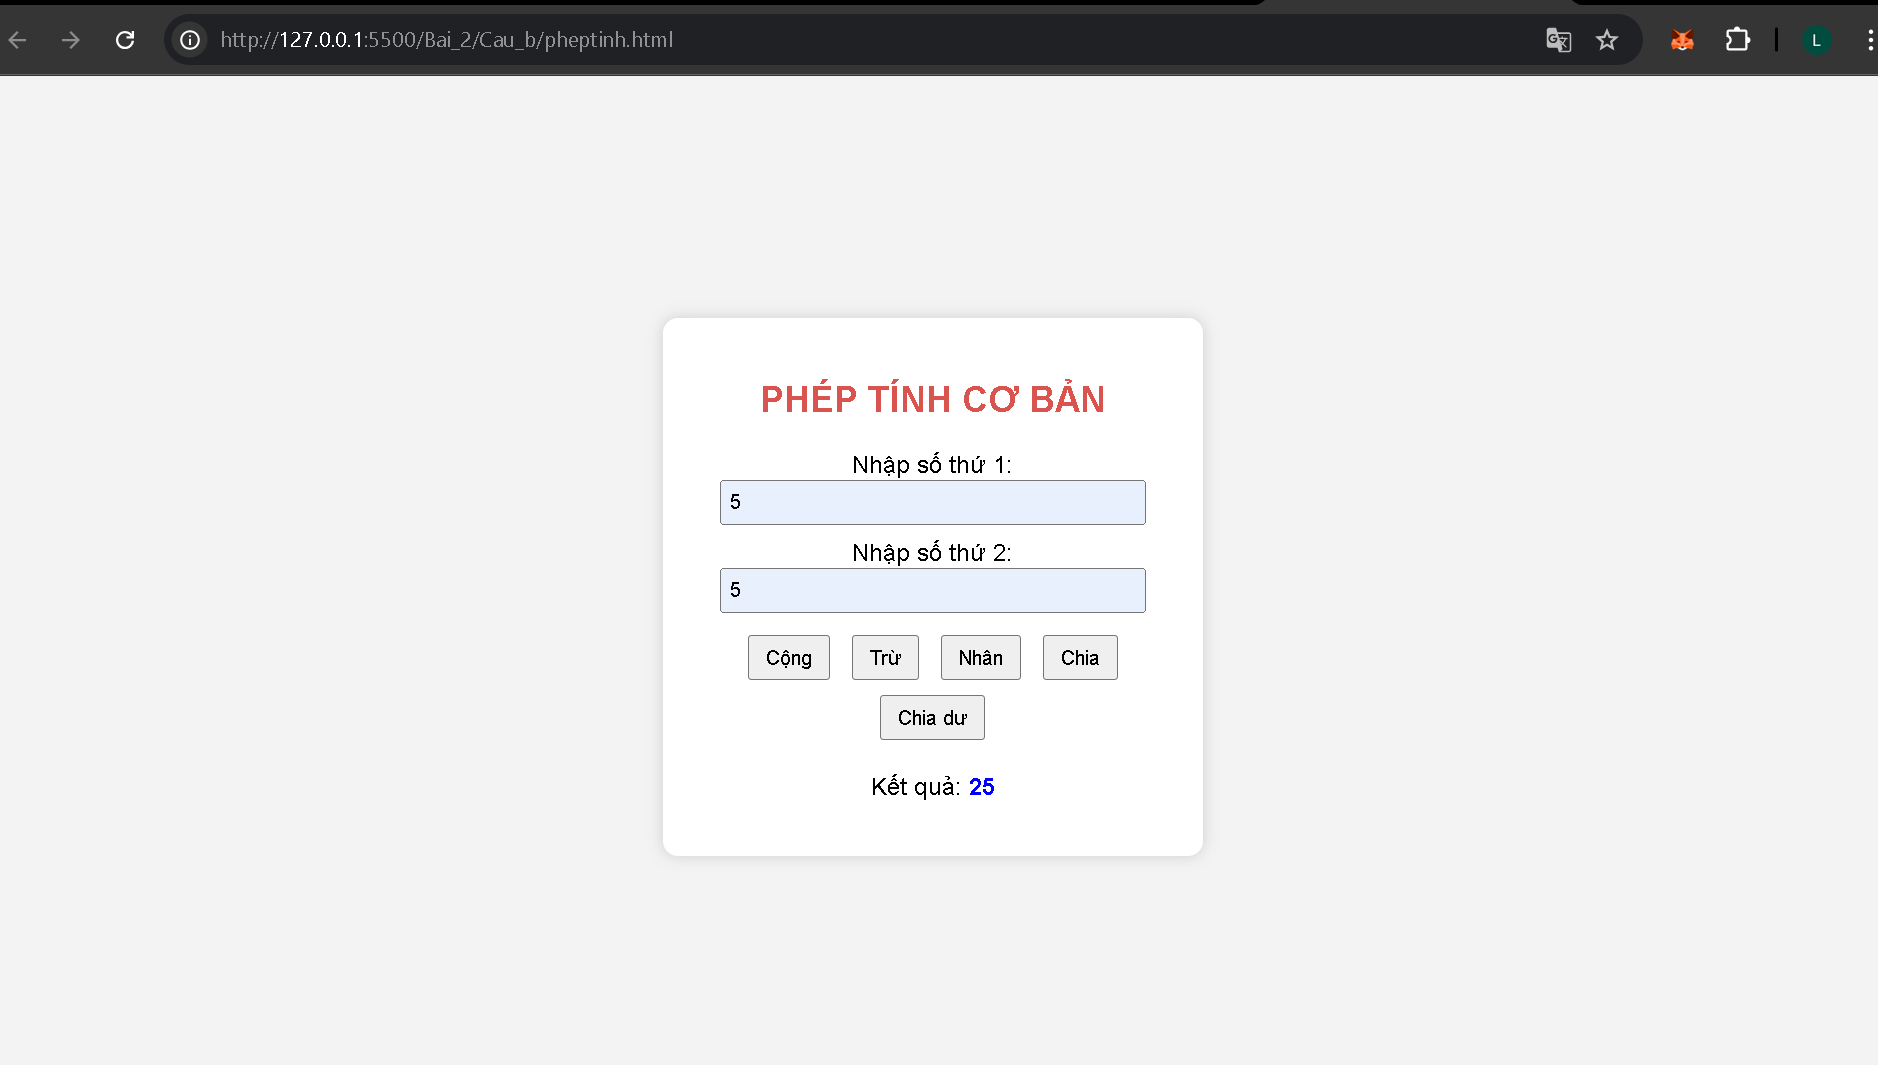 http://127.0.0.1:5500/Bai_2/Cau_b/pheptinh.html
L
PHÉP TÍNH CƠ BẢN
Nhập số thứ 1:
5
Nhập số thứ 2:
5
Cộng Trừ Nhân Chia
Chia dư
Kết quả: 25